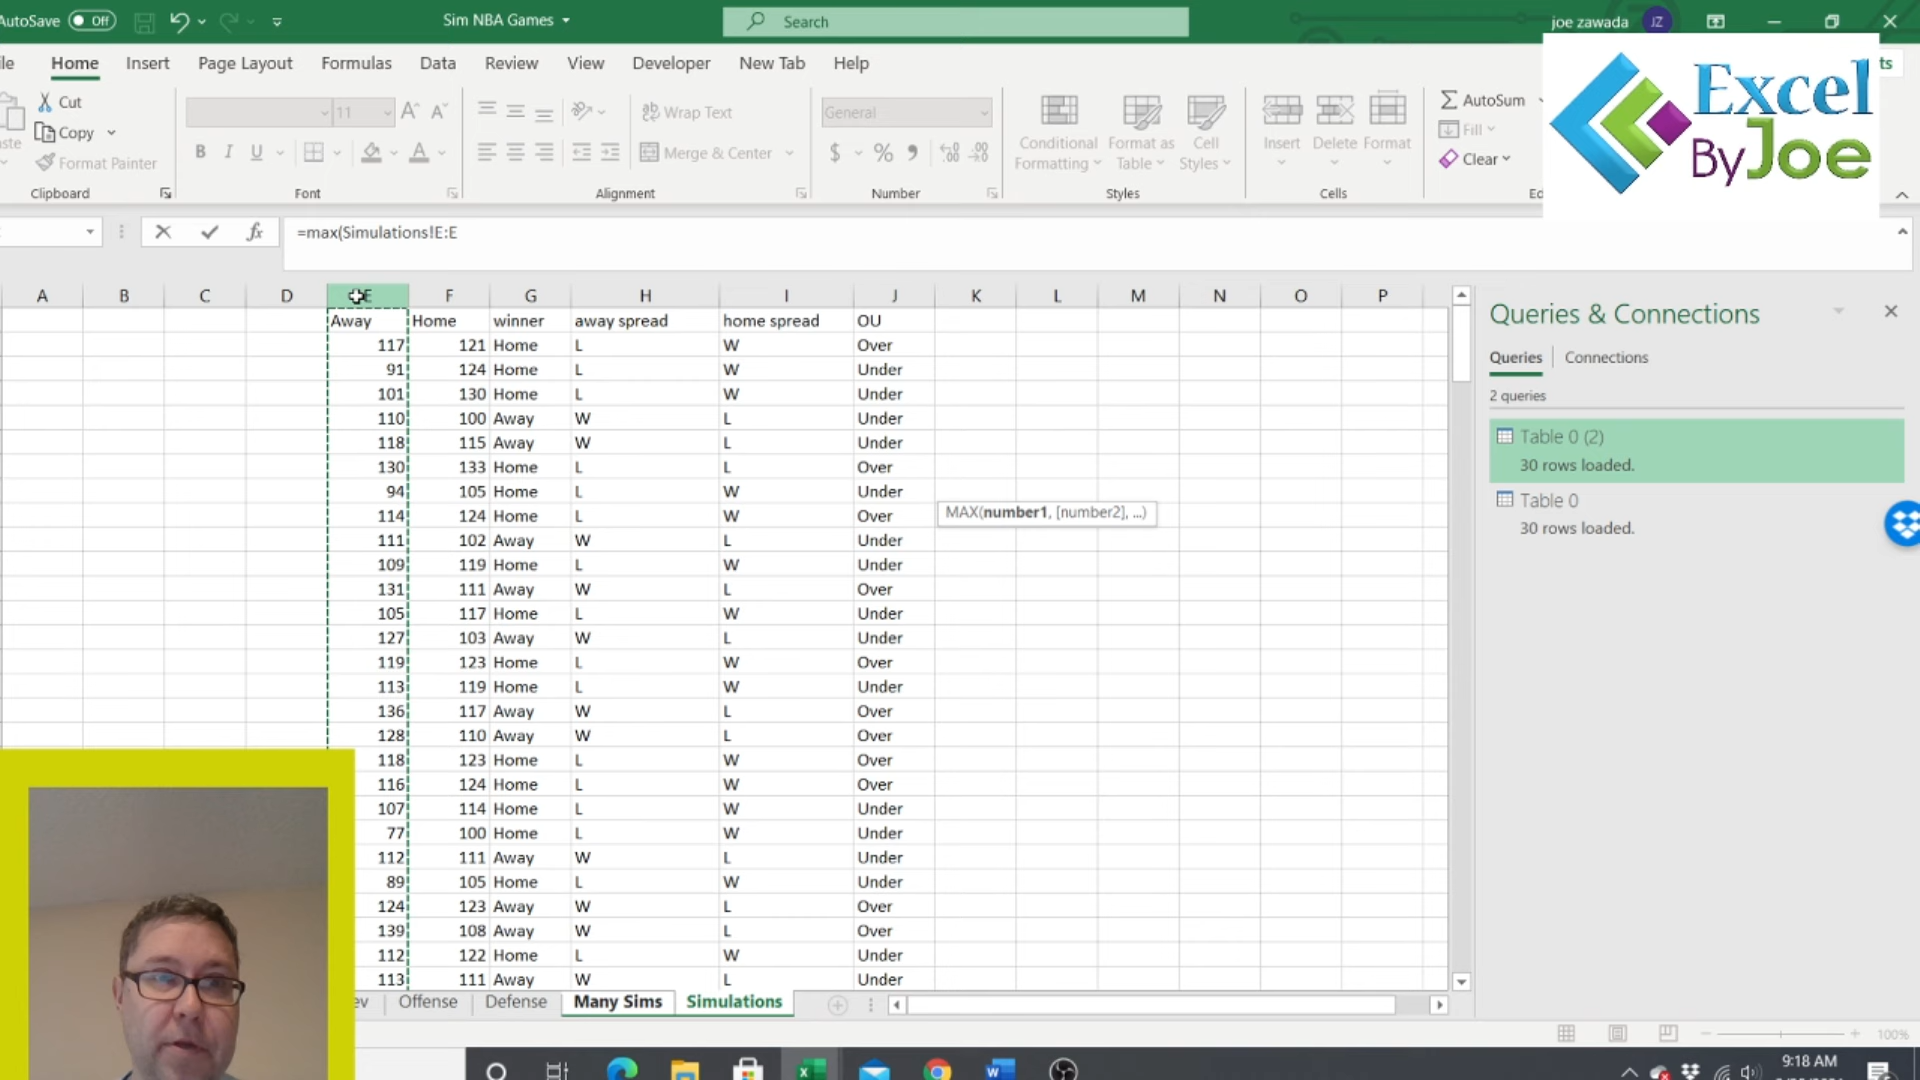 AutoSave Off Sim NBA Games Search joe zawada JZ
Home Insert Page Layout Formulas Data Review View Developer New Tab Help
Excel
ByJoe
Cut
Copy
Format Painter
Clipboard
11
B I U
Font
Wrap Text
Merge & Center
Alignment
General
$ % 9
Number
Conditional Formatting
Format as Table
Cell Styles
Styles
Insert Delete Format
Cells
AutoSum
Fill
Clear
fx =max(Simulations!E:E
A B C D E F G H I J K L M N O P
Away Home winner away spread home spread OU
117 121 Home L W Over
91 124 Home L W Under
101 130 Home L W Under
110 100 Away W L Under
118 115 Away W L Under
130 133 Home L L Over
94 105 Home L W Under
114 124 Home L W Over
MAX(number1, [number2], ...)
111 102 Away W L Under
109 119 Home L W Under
131 111 Away W L Over
105 117 Home L W Under
127 103 Away W L Under
119 123 Home L W Over
113 119 Home L W Under
136 117 Away W L Over
128 110 Away W L Over
118 123 Home L W Over
116 124 Home L W Over
107 114 Home L W Under
77 100 Home L W Under
112 111 Away W L Under
89 105 Home L W Under
124 123 Away W L Over
139 108 Away W L Over
112 122 Home L W Under
113 111 Away W L Under
Queries & Connections
Queries Connections
2 queries
Table 0 (2)
30 rows loaded.
Table 0
30 rows loaded.
ev Offense Defense Many Sims Simulations
100%
9:18 AM